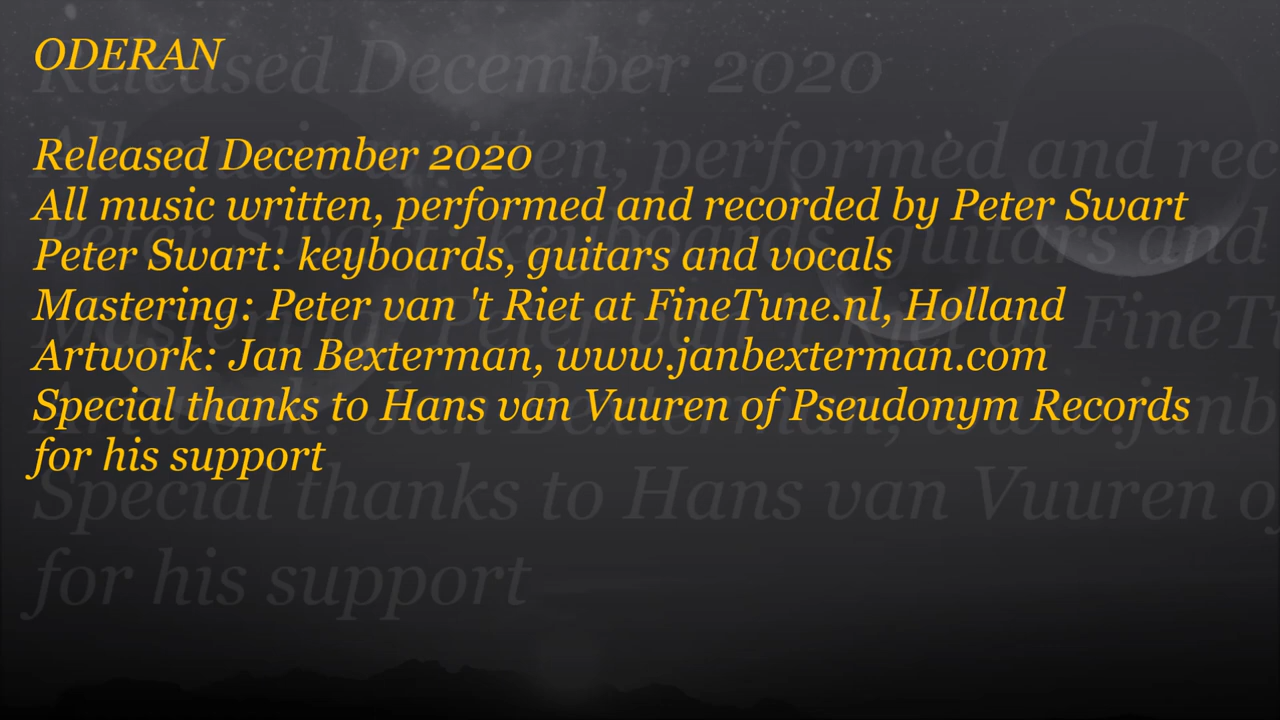 ODERAN
Released December 2020
All music written, performed and recorded by Peter Swart
Peter Swart: keyboards, guitars and vocals
Mastering: Peter van 't Riet at FineTune.nl, Holland
Artwork: Jan Bexterman, www.janbexterman.com
Special thanks to Hans van Vuuren of Pseudonym Records
for his support